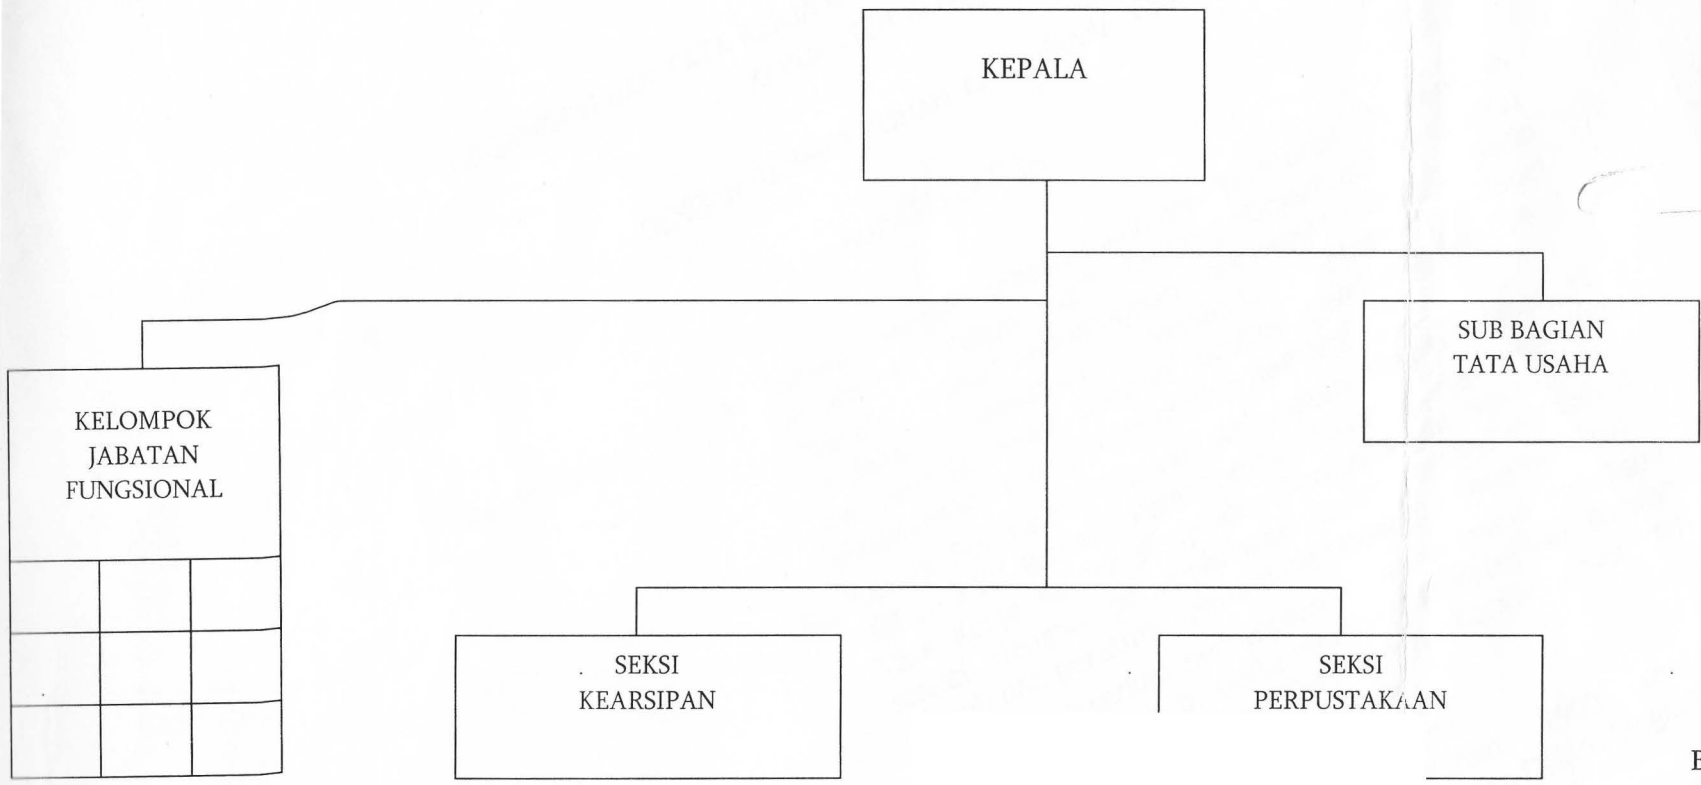 KEPALA
SUB BAGIAN
TATA USAHA
KELOMPOK
JABATAN
FUNGSIONAL
SEKSI
KEARSIPAN
SEKSI
PERPUSTAKAAN